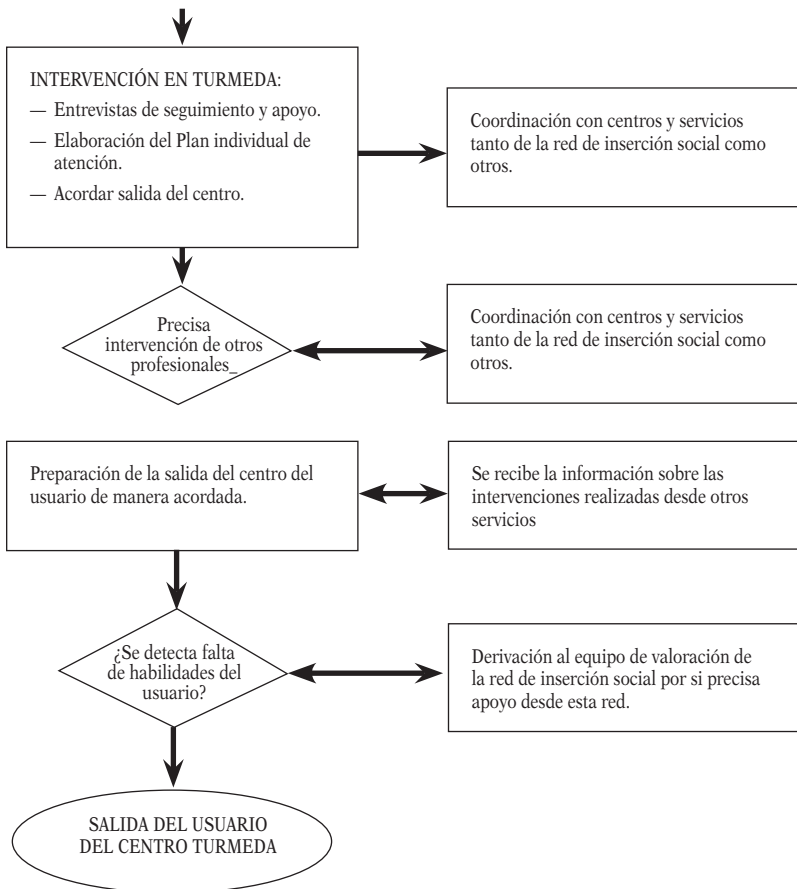 INTERVENCIÓN EN TURMEDA:
— Entrevistas de seguimiento y apoyo.
— Elaboración del Plan individual de
atención.
— Acordar salida del centro.
Coordinación con centros y servicios
tanto de la red de inserción social como
otros.
Precisa
intervención de otros
profesionales_
Coordinación con centros y servicios
tanto de la red de inserción social como
otros.
Preparación de la salida del centro del
usuario de manera acordada.
Se recibe la información sobre las
intervenciones realizadas desde otros
servicios
¿Se detecta falta
de habilidades del
usuario?
Derivación al equipo de valoración de
la red de inserción social por si precisa
apoyo desde esta red.
SALIDA DEL USUARIO
DEL CENTRO TURMEDA